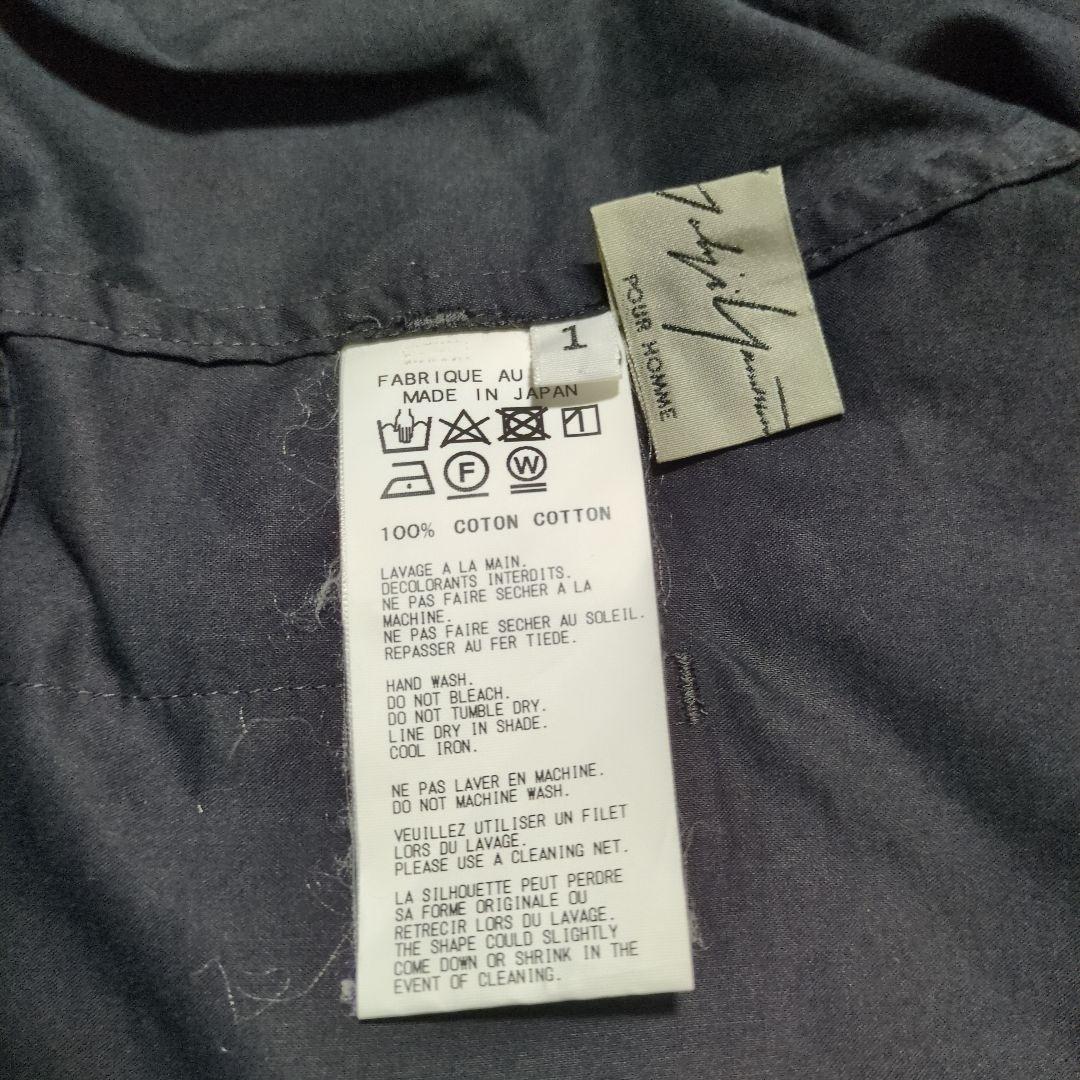 FABRIQUE AU
MADE IN JAPAN
1
F
W
100% COTON COTTON
LAVAGE A LA MAIN.
DECOLORANTS INTERDITS.
NE PAS FAIRE SECHER A LA
MACHINE.
NE PAS FAIRE SECHER AU SOLEIL.
REPASSER AU FER TIEDE.
HAND WASH.
DO NOT BLEACH.
DO NOT TUMBLE DRY.
LINE DRY IN SHADE.
COOL IRON.
NE PAS LAVER EN MACHINE.
DO NOT MACHINE WASH.
VEUILLEZ UTILISER UN FILET
LORS DU LAVAGE.
PLEASE USE A CLEANING NET.
LA SILHOUETTE PEUT PERDRE
SA FORME ORIGINALE OU
RETRECIR LORS DU LAVAGE.
THE SHAPE COULD SLIGHTLY
COME DOWN OR SHRINK IN THE
EVENT OF CLEANING.
Yohji Yamamoto
POUR HOMME